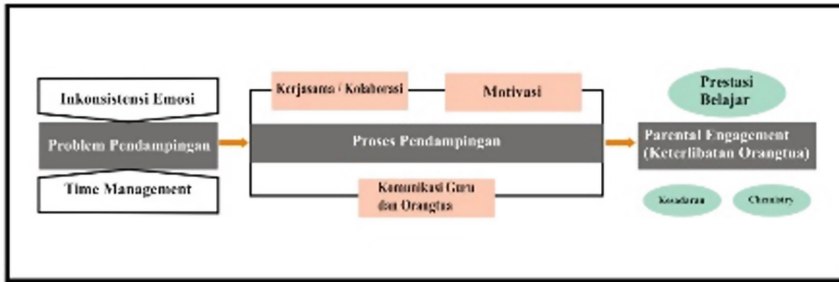 Inkonsistensi Emosi
Problem Pendampingan
Time Management
Kerjasama / Kolaborasi
Motivasi
Proses Pendampingan
Komunikasi Guru
dan Orangtua
Prestasi
Belajar
Parental Engagement
(Keterlibatan Orangtua)
Kesadaran
Chemistry